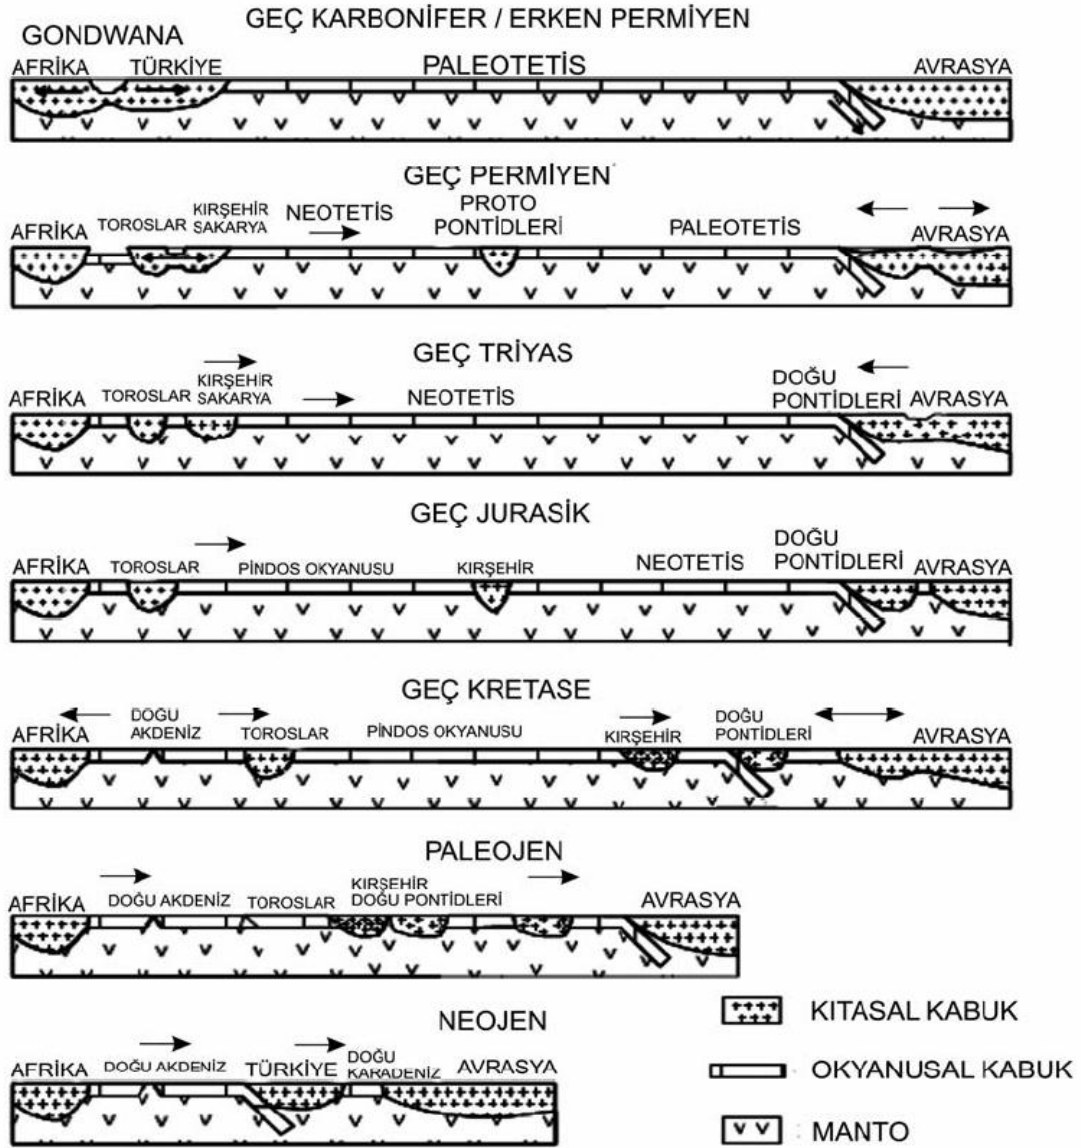 GEÇ KARBONİFER / ERKEN PERMİYEN
GONDWANA
AFRİKA TÜRKİYE PALEOTETİS AVRASYA
GEÇ PERMİYEN
AFRİKA TOROSLAR KIRŞEHİR SAKARYA NEOTETİS PROTO PONTİDLERİ PALEOTETİS AVRASYA
GEÇ TRİYAS
AFRİKA TOROSLAR KIRŞEHİR SAKARYA NEOTETİS DOĞU PONTİDLERİ AVRASYA
GEÇ JURASİK
AFRİKA TOROSLAR PİNDOS OKYANUSU KIRŞEHİR NEOTETİS DOĞU PONTİDLERİ AVRASYA
GEÇ KRETASE
AFRİKA DOĞU AKDENİZ TOROSLAR PİNDOS OKYANUSU KIRŞEHİR DOĞU PONTİDLERİ AVRASYA
PALEOJEN
AFRİKA DOĞU AKDENİZ TOROSLAR KIRŞEHİR DOĞU PONTİDLERİ AVRASYA
NEOJEN
AFRİKA DOĞU AKDENİZ TÜRKİYE DOĞU KARADENİZ AVRASYA
KITASAL KABUK
OKYANUSAL KABUK
: MANTO